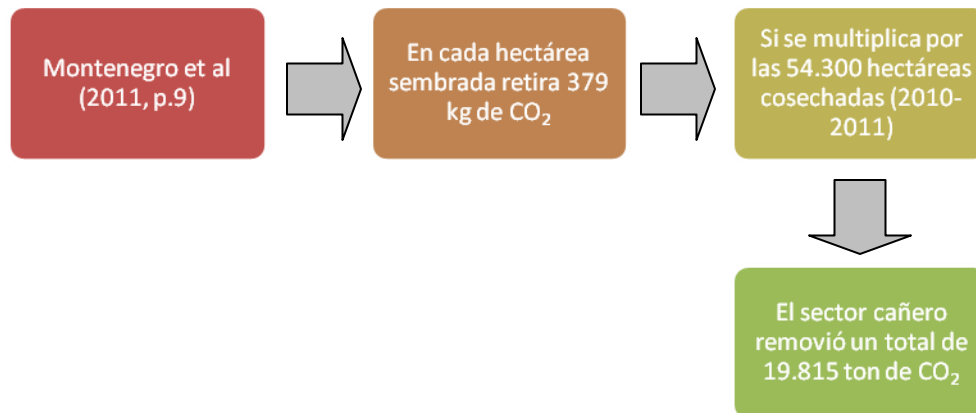 Montenegro et al
(2011, p.9)
En cada hectárea
sembrada retira 379
kg de CO₂
Si se multiplica por
las 54.300 hectáreas
cosechadas (2010-
2011)
El sector cañero
removió un total de
19.815 ton de CO₂